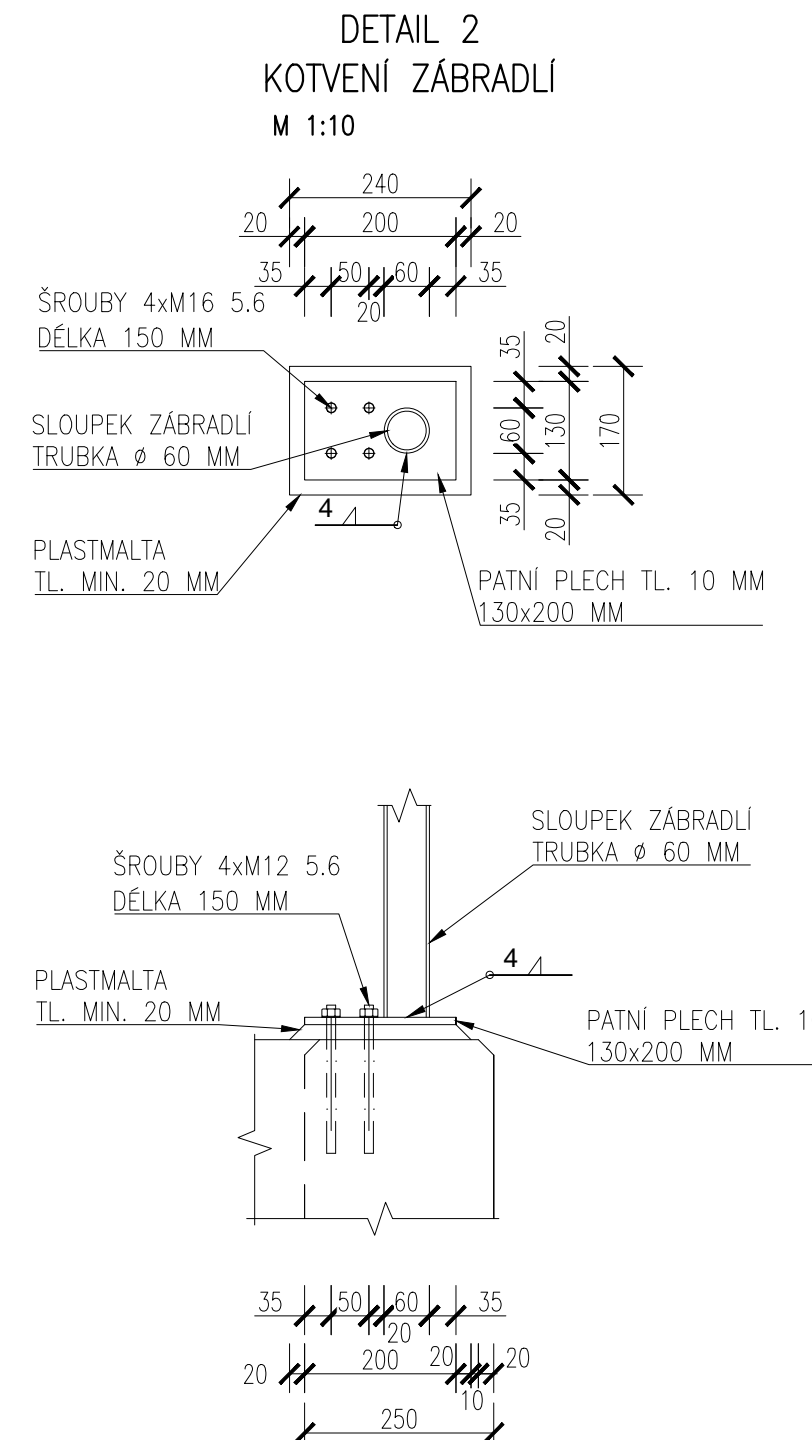 DETAIL 2
KOTVENÍ ZÁBRADLÍ
M 1:10
240
20 200 20
35 50 60 35
20
ŠROUBY 4xM16 5.6
DÉLKA 150 MM
SLOUPEK ZÁBRADLÍ
TRUBKA ø 60 MM
4
PLASTMALTA
TL. MIN. 20 MM
35 20
60 130 170
35 20
PATNÍ PLECH TL. 10 MM
130x200 MM
SLOUPEK ZÁBRADLÍ
TRUBKA ø 60 MM
ŠROUBY 4xM12 5.6
DÉLKA 150 MM
4
PLASTMALTA
TL. MIN. 20 MM
PATNÍ PLECH TL. 1
130x200 MM
35 50 60 35
20
20 200 20 20
10
250